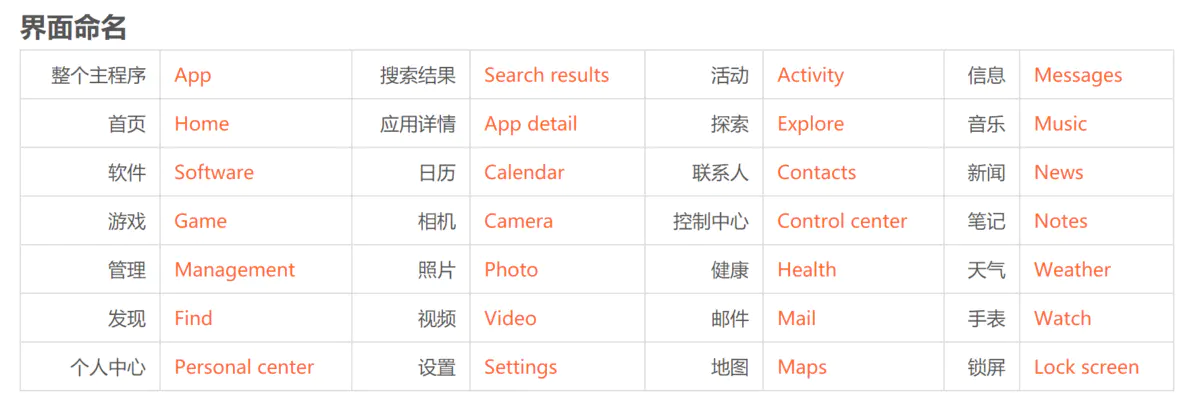 界面命名
整个主程序 App 搜索结果 Search results 活动 Activity 信息 Messages
首页 Home 应用详情 App detail 探索 Explore 音乐 Music
软件 Software 日历 Calendar 联系人 Contacts 新闻 News
游戏 Game 相机 Camera 控制中心 Control center 笔记 Notes
管理 Management 照片 Photo 健康 Health 天气 Weather
发现 Find 视频 Video 邮件 Mail 手表 Watch
个人中心 Personal center 设置 Settings 地图 Maps 锁屏 Lock screen